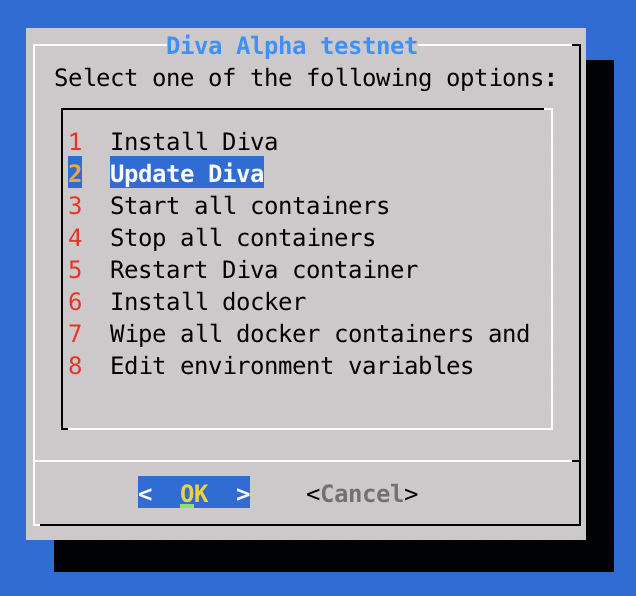 Diva Alpha testnet
Select one of the following options:
1 Install Diva
2 Update Diva
3 Start all containers
4 Stop all containers
5 Restart Diva container
6 Install docker
7 Wipe all docker containers and
8 Edit environment variables
< OK > <Cancel>